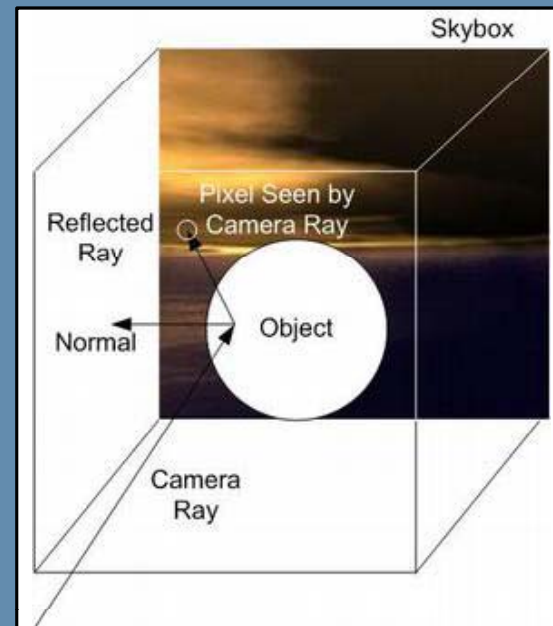 Skybox
Pixel Seen by
Camera Ray
Reflected
Ray
Normal
Object
Camera
Ray